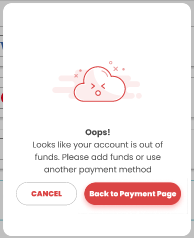 Oops!
Looks like your account is out of
funds. Please add funds or use
another payment method
CANCEL
Back to Payment Page